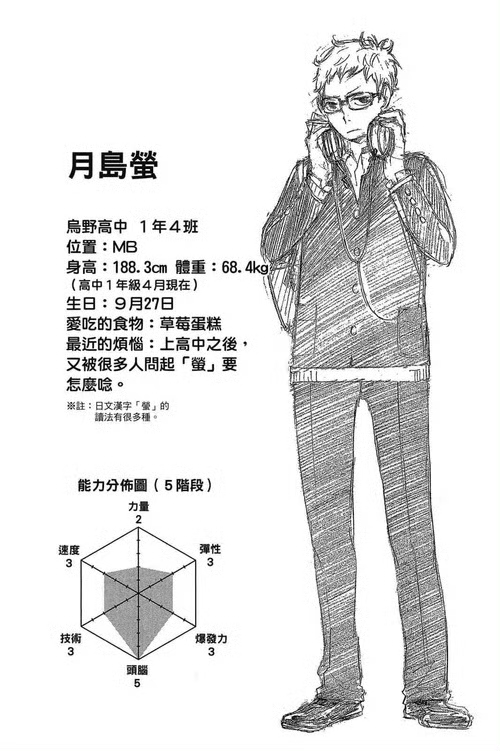 月島螢
烏野高中 1年4班
位置：MB
身高：188.3cm 體重：68.4kg
（高中1年級4月現在）
生日：9月27日
愛吃的食物：草莓蛋糕
最近的煩惱：上高中之後，
又被很多人問起「螢」要
怎麼唸。
※註：日文漢字「螢」的
讀法有很多種。
能力分佈圖（5階段）
力量
2
速度
3
彈性
3
技術
3
爆發力
3
頭腦
5